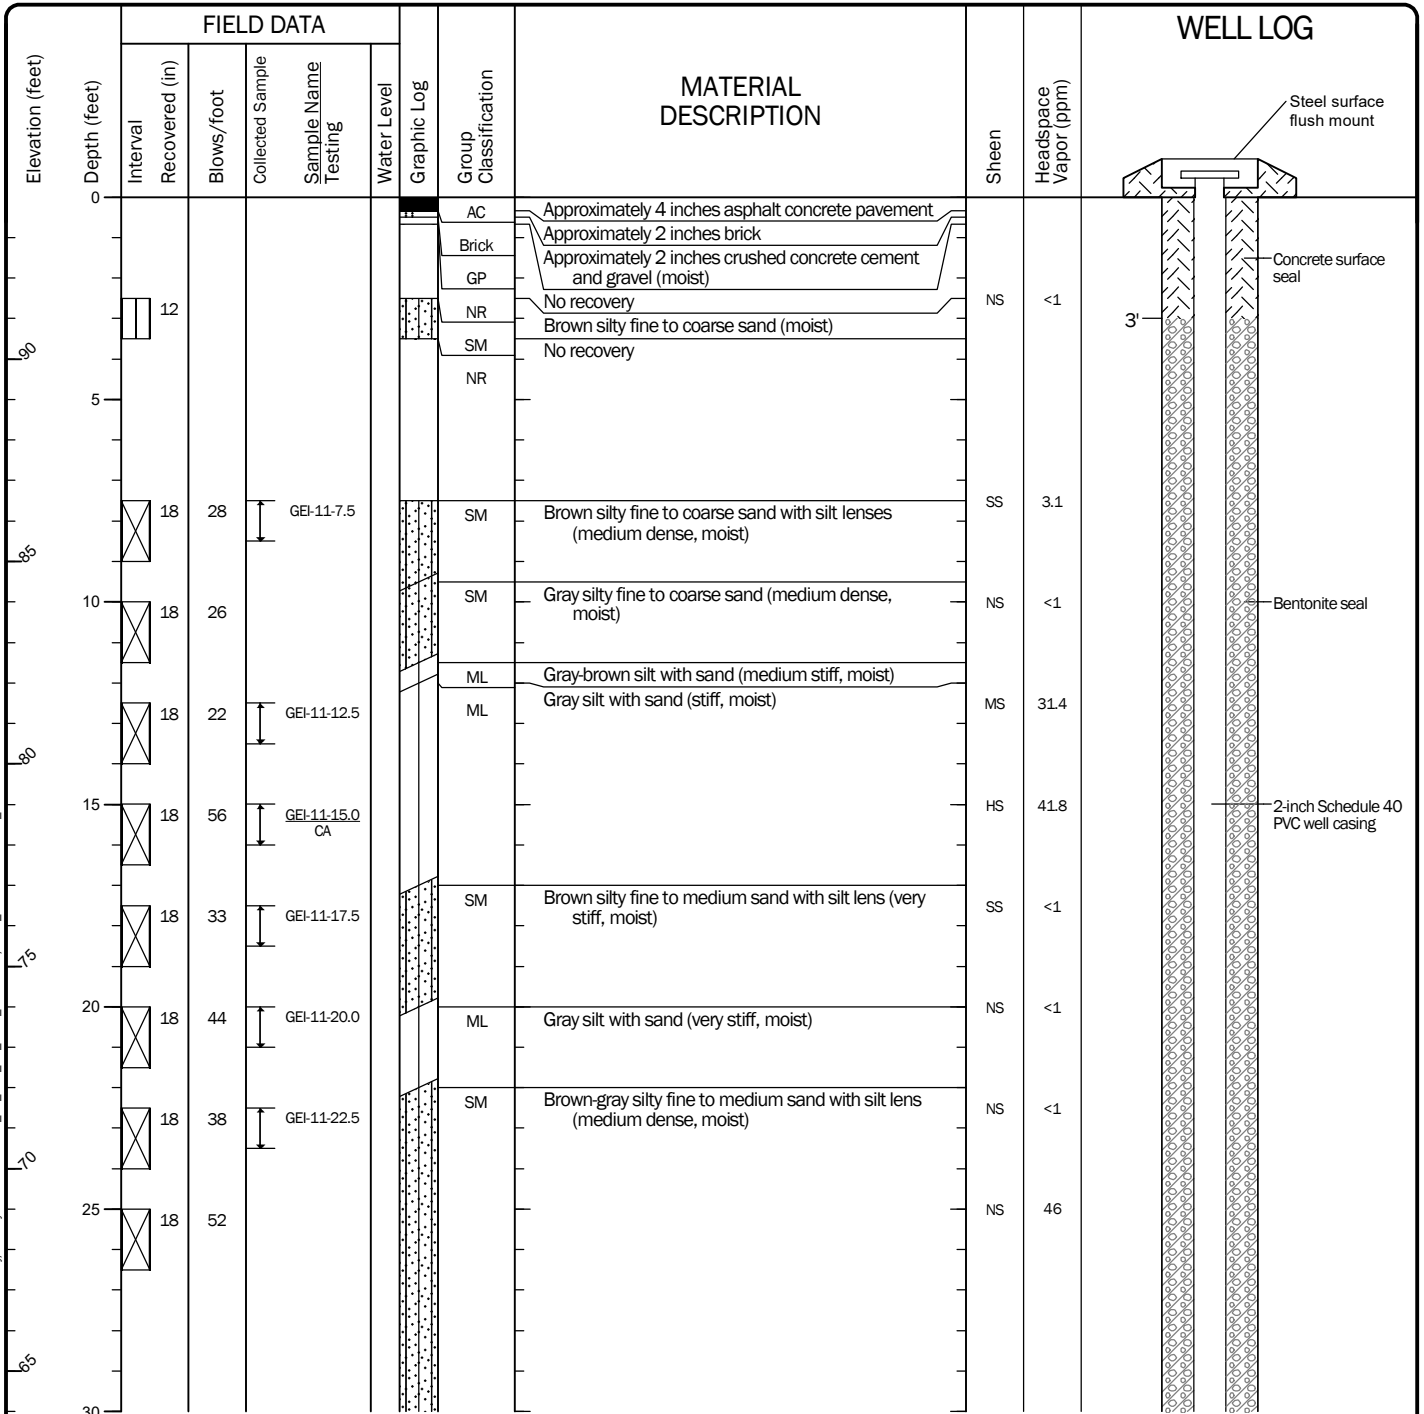 FIELD DATA
WELL LOG
Elevation (feet)
Depth (feet)
Interval
Recovered (in)
Blows/foot
Collected Sample
Sample Name
Testing
Water Level
Graphic Log
Group
Classification
MATERIAL
DESCRIPTION
Sheen
Headspace
Vapor (ppm)
Steel surface
flush mount
0
AC
Approximately 4 inches asphalt concrete pavement
Brick
Approximately 2 inches brick
GP
Approximately 2 inches crushed concrete cement
and gravel (moist)
Concrete surface
seal
12
NR
No recovery
NS
<1
3'
SM
Brown silty fine to coarse sand (moist)
90
NR
No recovery
5
18
28
GEI-11-7.5
SM
Brown silty fine to coarse sand with silt lenses
(medium dense, moist)
SS
3.1
85
10
18
26
SM
Gray silty fine to coarse sand (medium dense,
moist)
NS
<1
Bentonite seal
ML
Gray-brown silt with sand (medium stiff, moist)
18
22
GEI-11-12.5
ML
Gray silt with sand (stiff, moist)
MS
31.4
80
15
18
56
GEI-11-15.0
CA
HS
41.8
2-inch Schedule 40
PVC well casing
18
33
GEI-11-17.5
SM
Brown silty fine to medium sand with silt lens (very
stiff, moist)
SS
<1
75
20
18
44
GEI-11-20.0
ML
Gray silt with sand (very stiff, moist)
NS
<1
18
38
GEI-11-22.5
SM
Brown-gray silty fine to medium sand with silt lens
(medium dense, moist)
NS
<1
70
25
18
52
NS
46
65
30